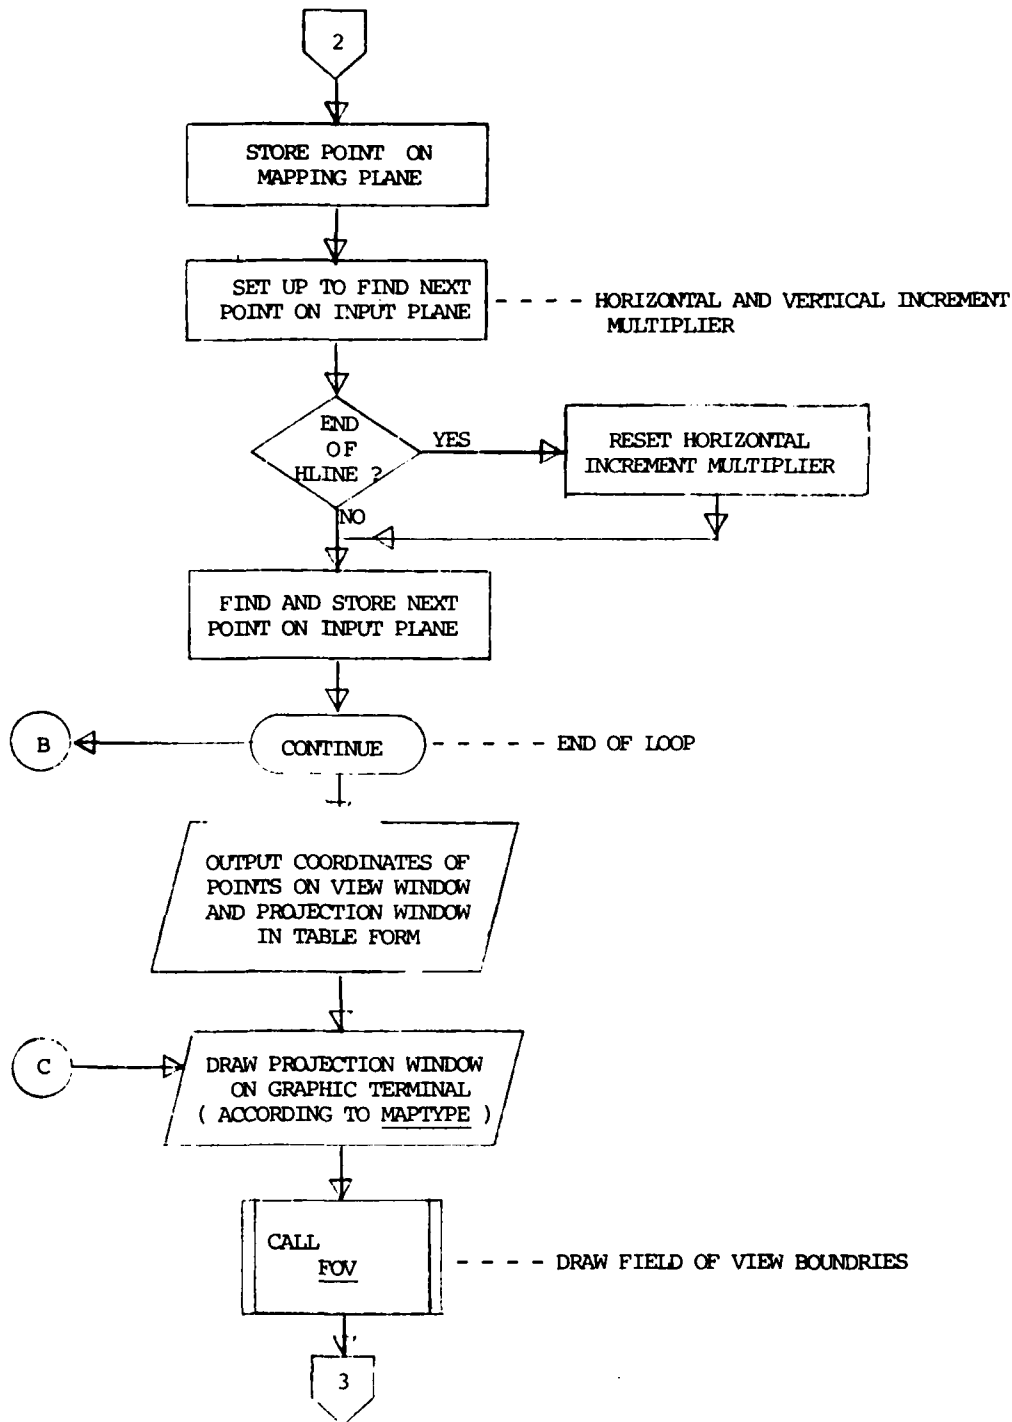 2
STORE POINT ON
MAPPING PLANE
SET UP TO FIND NEXT
POINT ON INPUT PLANE
HORIZONTAL AND VERTICAL INCREMENT
MULTIPLIER
END
OF
HLINE ?
YES
RESET HORIZONTAL
INCREMENT MULTIPLIER
NO
FIND AND STORE NEXT
POINT ON INPUT PLANE
B
CONTINUE
END OF LOOP
OUTPUT COORDINATES OF
POINTS ON VIEW WINDOW
AND PROJECTION WINDOW
IN TABLE FORM
C
DRAW PROJECTION WINDOW
ON GRAPHIC TERMINAL
( ACCORDING TO MAPTYPE )
CALL
FOV
DRAW FIELD OF VIEW BOUNDRIES
3